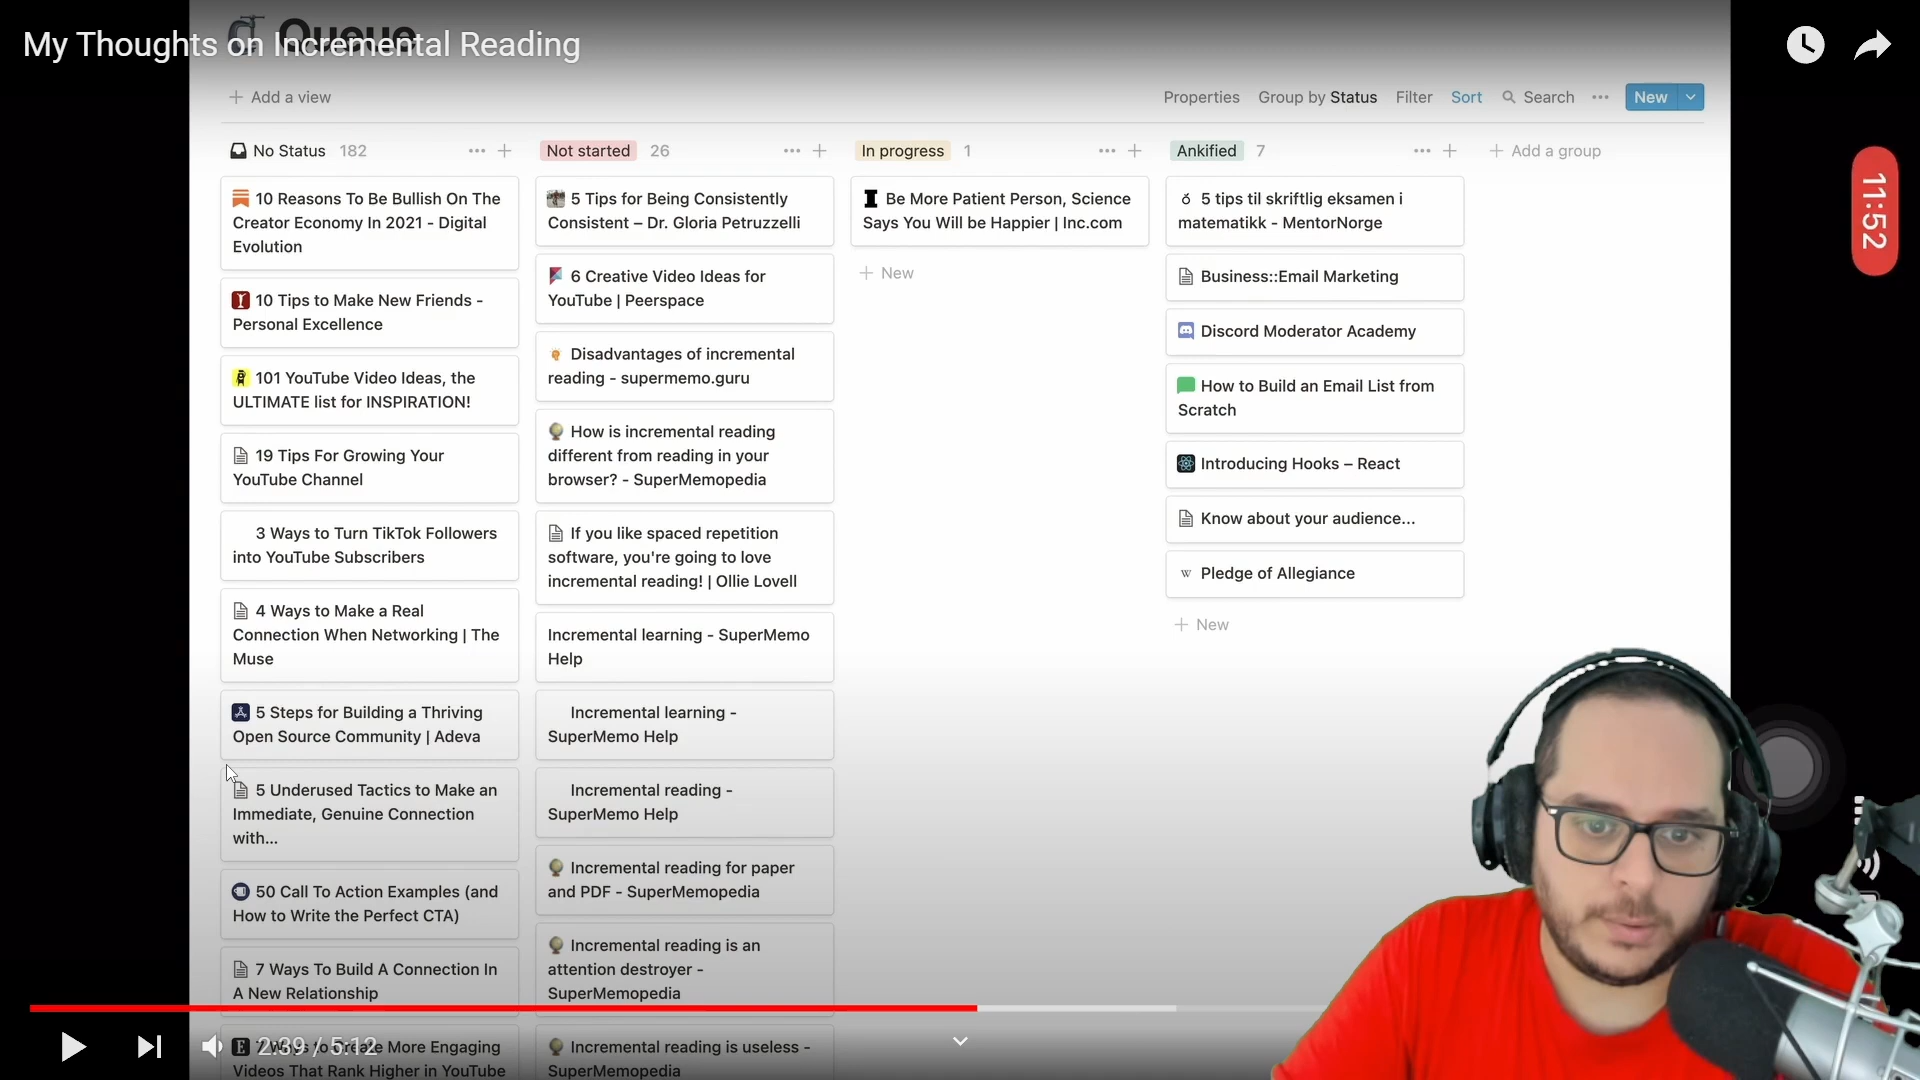 Queue
My Thoughts on Incremental Reading
Add a view
Properties Group by Status Filter Sort Search New
No Status 182
10 Reasons To Be Bullish On The
Creator Economy In 2021 - Digital
Evolution
10 Tips to Make New Friends -
Personal Excellence
101 YouTube Video Ideas, the
ULTIMATE list for INSPIRATION!
19 Tips For Growing Your
YouTube Channel
3 Ways to Turn TikTok Followers
into YouTube Subscribers
4 Ways to Make a Real
Connection When Networking | The
Muse
5 Steps for Building a Thriving
Open Source Community | Adeva
5 Underused Tactics to Make an
Immediate, Genuine Connection
with...
50 Call To Action Examples (and
How to Write the Perfect CTA)
7 Ways To Build A Connection In
A New Relationship
7 Ways to Create More Engaging
Videos That Rank Higher in YouTube
Not started 26
5 Tips for Being Consistently
Consistent – Dr. Gloria Petruzzelli
6 Creative Video Ideas for
YouTube | Peerspace
Disadvantages of incremental
reading - supermemo.guru
How is incremental reading
different from reading in your
browser? - SuperMemopedia
If you like spaced repetition
software, you're going to love
incremental reading! | Ollie Lovell
Incremental learning - SuperMemo
Help
Incremental learning -
SuperMemo Help
Incremental reading -
SuperMemo Help
Incremental reading for paper
and PDF - SuperMemopedia
Incremental reading is an
attention destroyer -
SuperMemopedia
Incremental reading is useless -
SuperMemopedia
In progress 1
Be More Patient Person, Science
Says You Will be Happier | Inc.com
New
Ankified 7
5 tips til skriftlig eksamen i
matematikk - MentorNorge
Business::Email Marketing
Discord Moderator Academy
How to Build an Email List from
Scratch
Introducing Hooks – React
Know about your audience...
W Pledge of Allegiance
New
Add a group
11:52
2:39 / 5:12